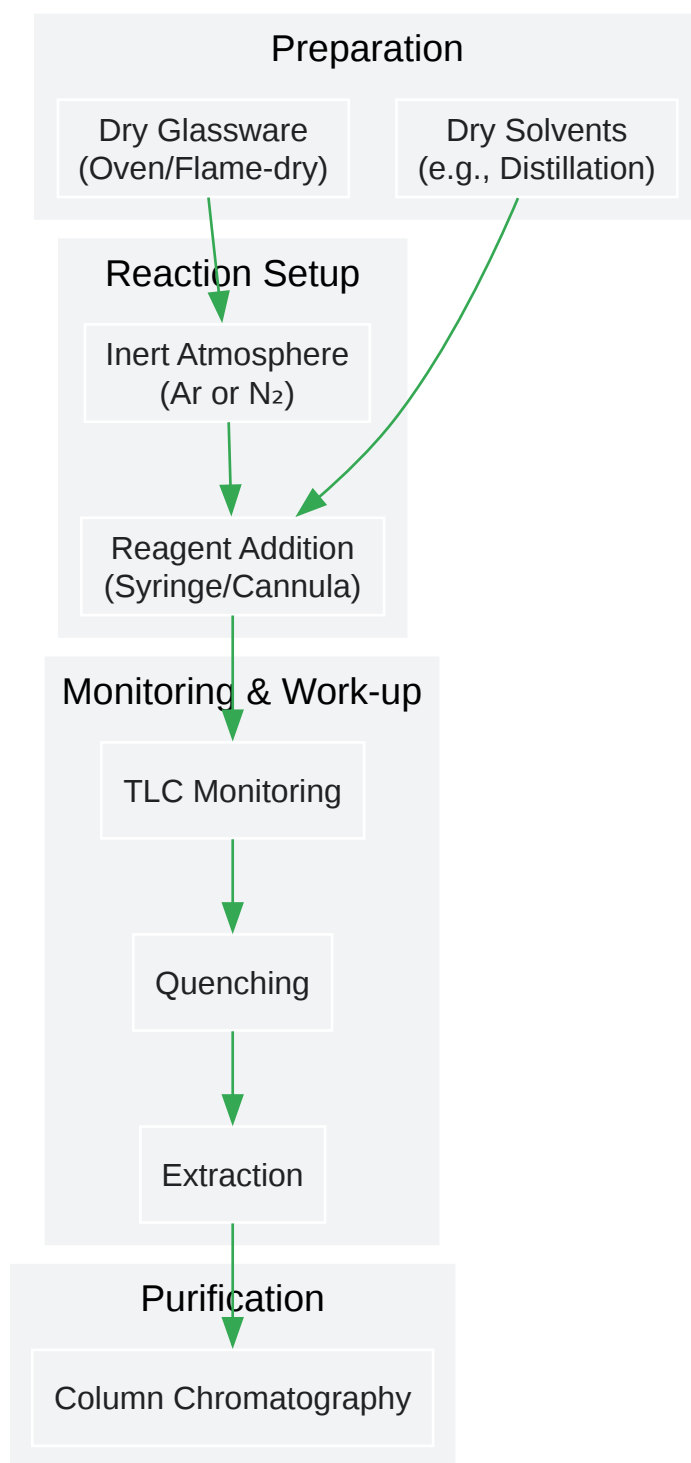 Preparation
Dry Glassware
(Oven/Flame-dry)
Dry Solvents
(e.g., Distillation)
Reaction Setup
Inert Atmosphere
(Ar or N₂)
Reagent Addition
(Syringe/Cannula)
Monitoring & Work-up
TLC Monitoring
Quenching
Extraction
Purification
Column Chromatography